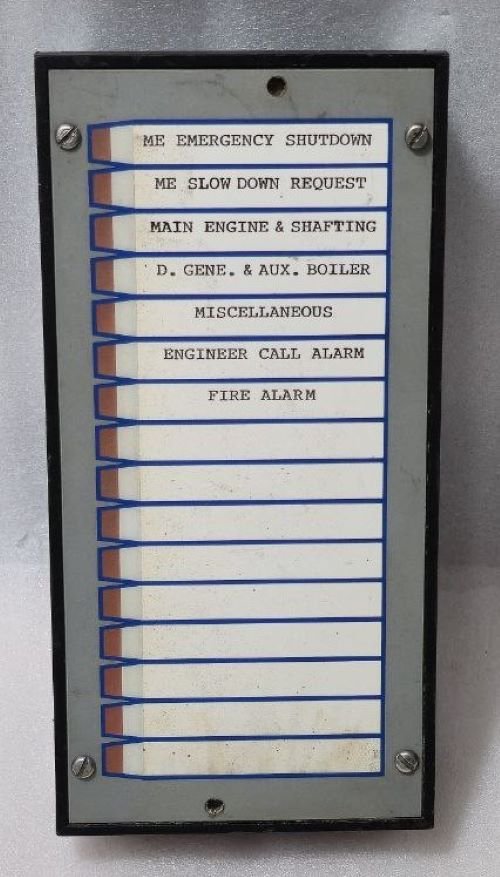 ME EMERGENCY SHUTDOWN
ME SLOW DOWN REQUEST
MAIN ENGINE & SHAFTING
D. GENE. & AUX. BOILER
MISCELLANEOUS
ENGINEER CALL ALARM
FIRE ALARM